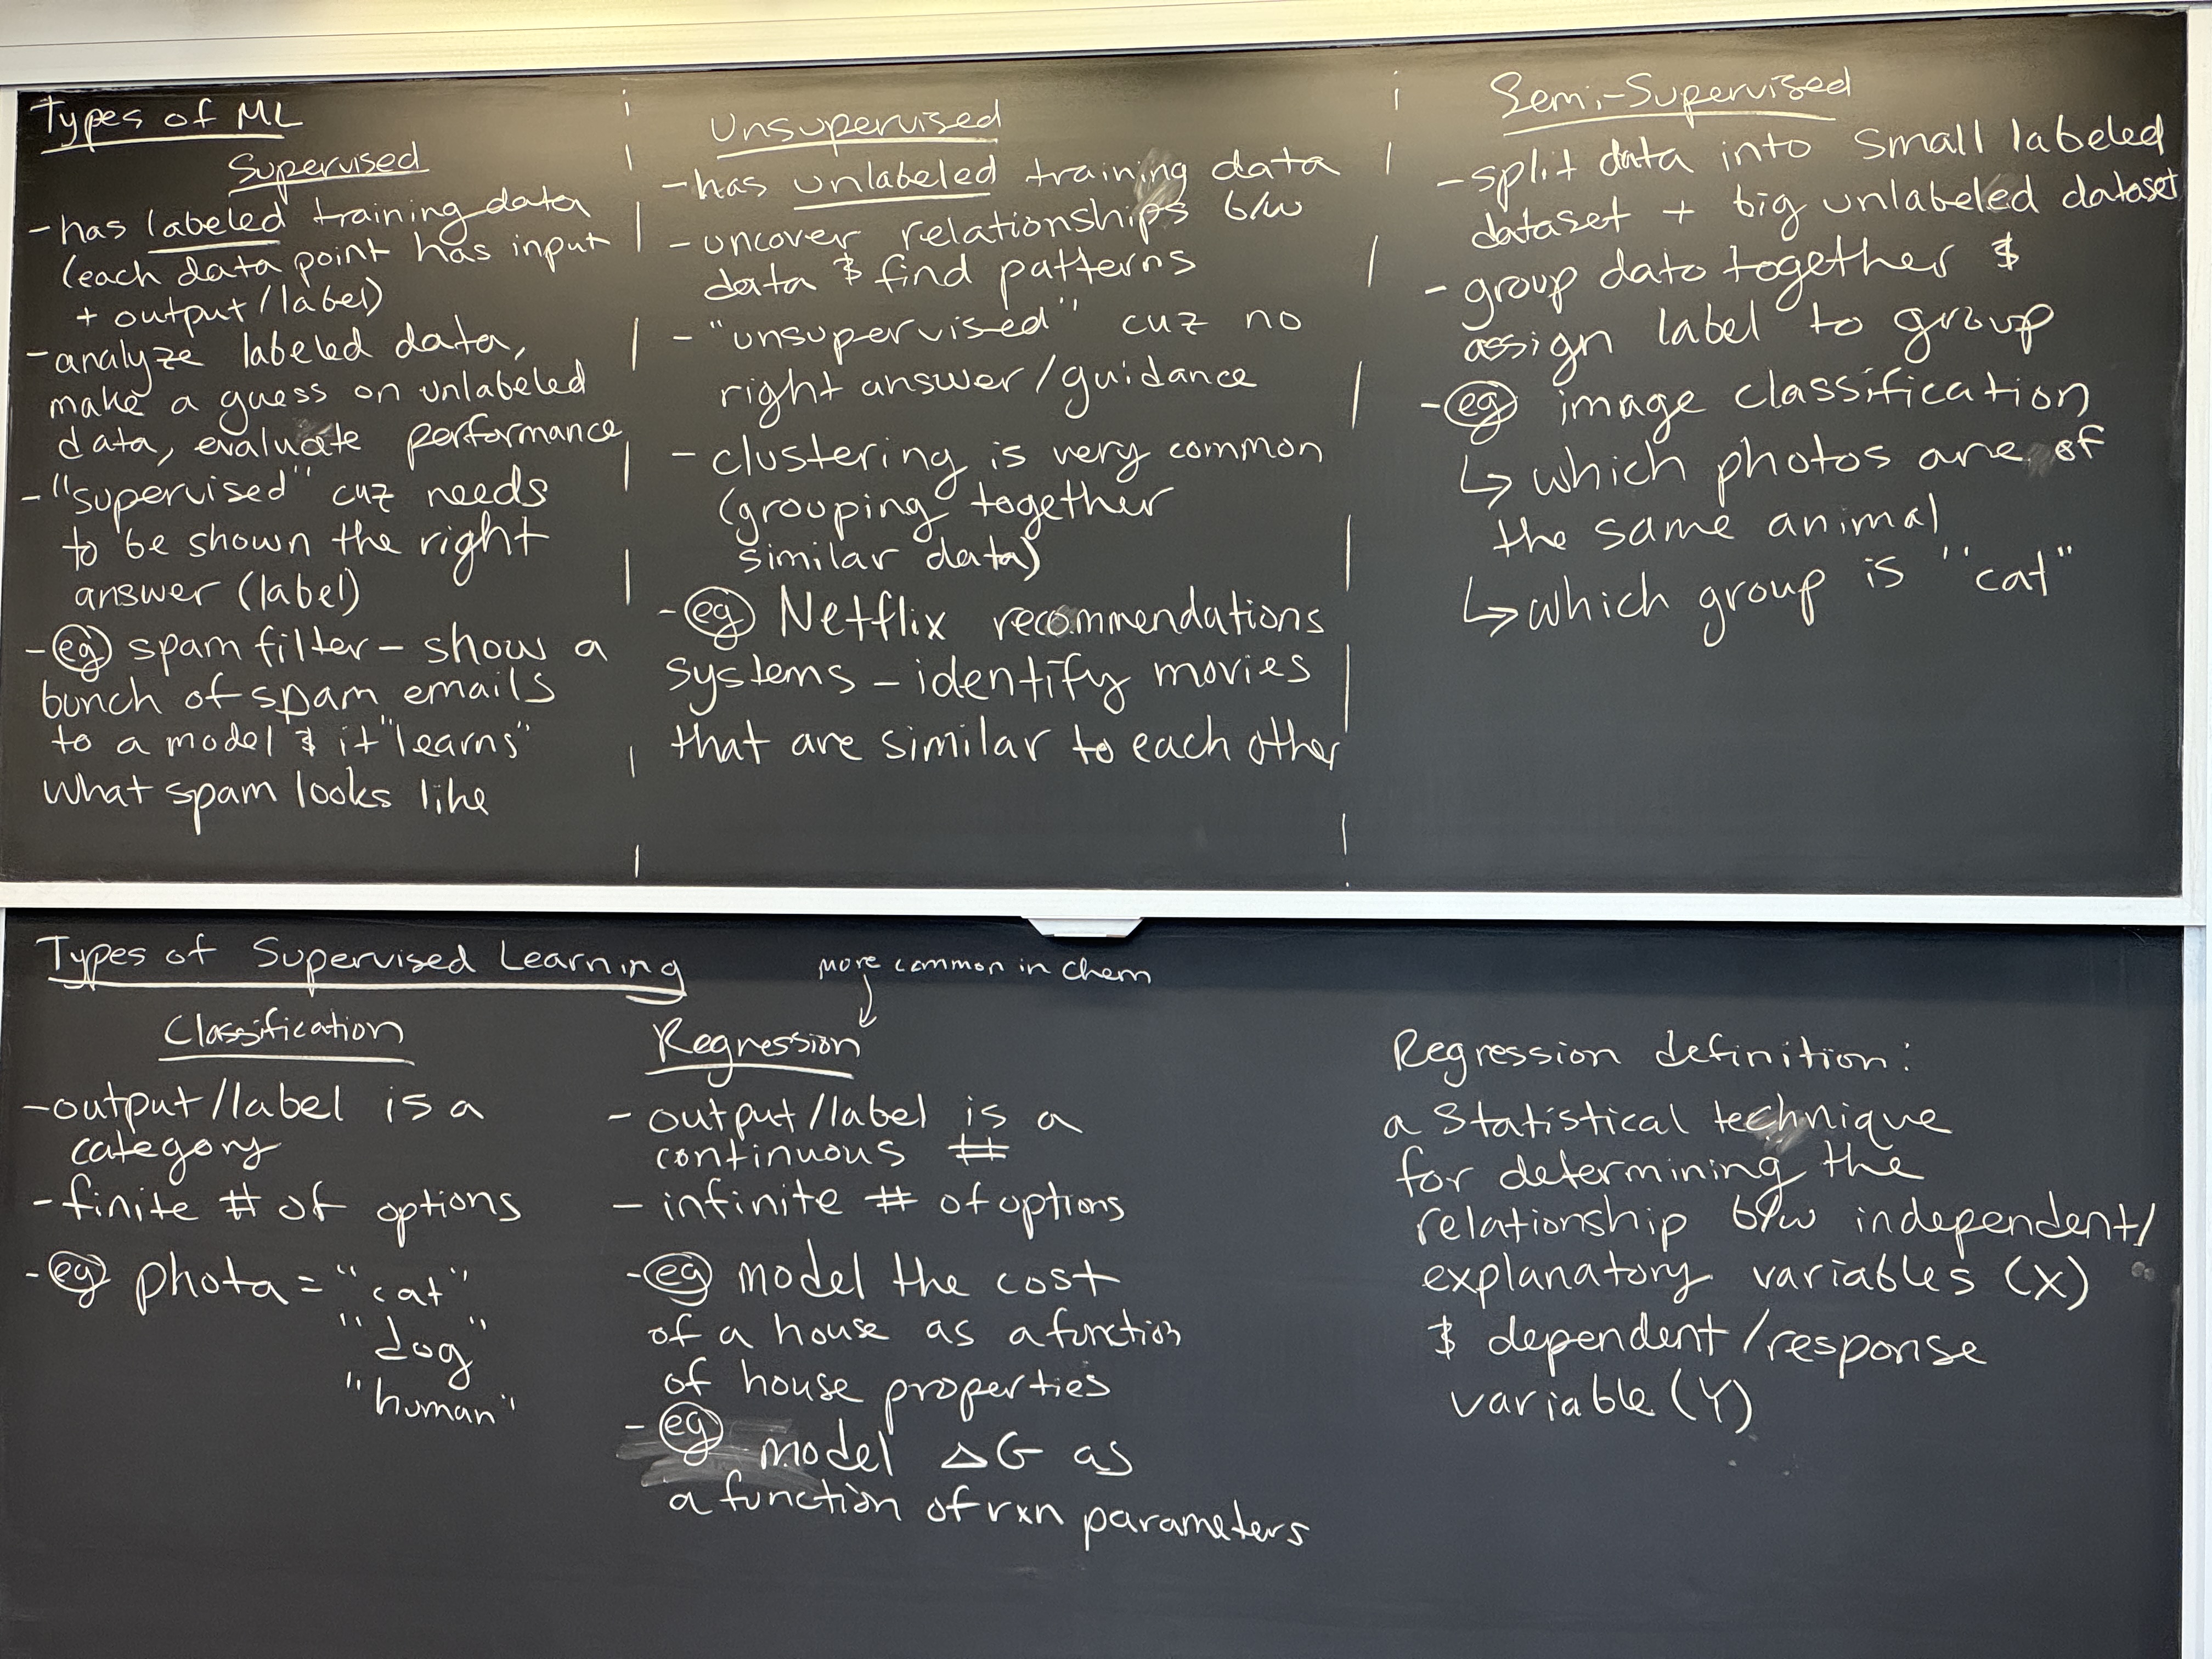 Types of ML
Supervised
- has labeled training data
(each data point has input
+ output/label)
- analyze labeled data,
make a guess on unlabeled
data, evaluate performance
- "supervised" cuz needs
to be shown the right
answer (label)
- eg spam filter - show a
bunch of spam emails
to a model & it "learns"
what spam looks like
Unsupervised
- has unlabeled training data
- uncover relationships b/w
data & find patterns
- "unsupervised" cuz no
right answer/guidance
- clustering is very common
(grouping together
similar data)
- eg Netflix recommendations
systems - identify movies
that are similar to each other
Semi-Supervised
- split data into small labeled
dataset + big unlabeled dataset
- group data together &
assign label to group
- eg image classification
↳ which photos are of
the same animal
↳ which group is "cat"
Types of Supervised Learning
Classification
- output/label is a
category
- finite # of options
- eg phota = "cat"
"dog"
"human"
more common in chem
↓
Regression
- output/label is a
continuous #
- infinite # of options
- eg model the cost
of a house as a function
of house properties
- eg model ΔG as
a function of rxn parameters
Regression definition:
a statistical technique
for determining the
relationship b/w independent/
explanatory variables (X)
& dependent/response
variable (Y)